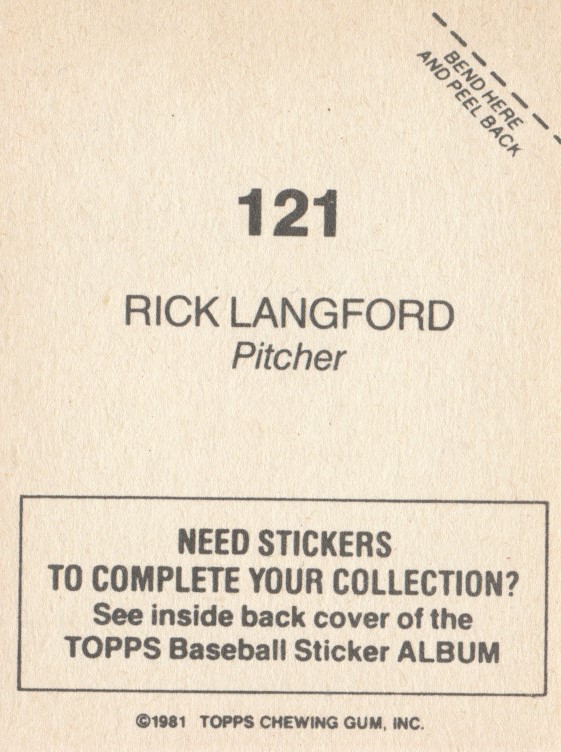 BEND HERE
AND PEEL BACK
121
RICK LANGFORD
Pitcher
NEED STICKERS
TO COMPLETE YOUR COLLECTION?
See inside back cover of the
TOPPS Baseball Sticker ALBUM
©1981 TOPPS CHEWING GUM, INC.